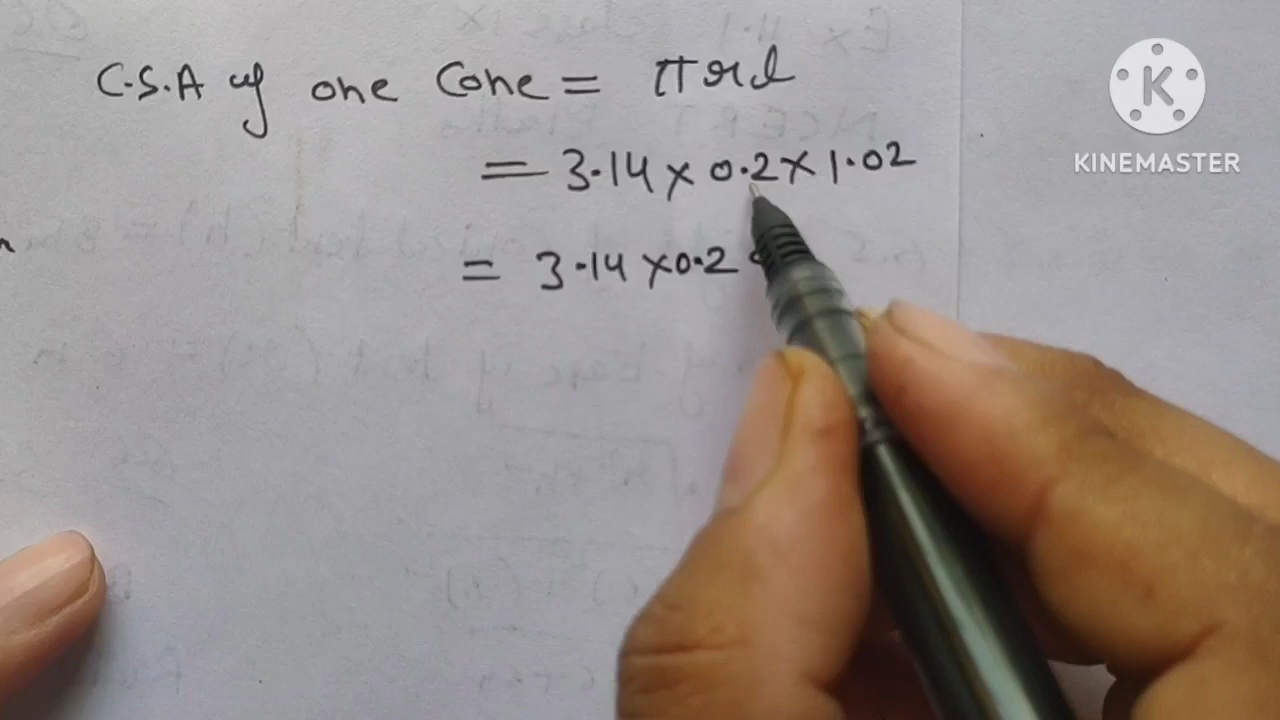 C.S.A of one Cone = πrl
= 3.14 × 0.2 × 1.02
= 3.14 × 0.2
KINEMASTER